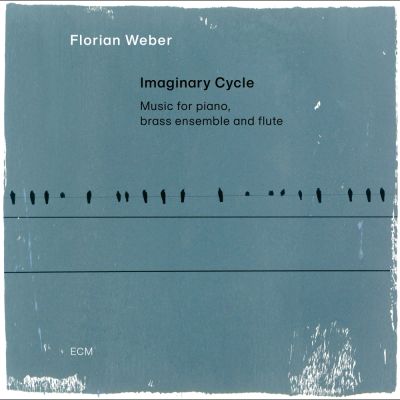 Florian Weber
Imaginary Cycle
Music for piano,
brass ensemble and flute
ECM